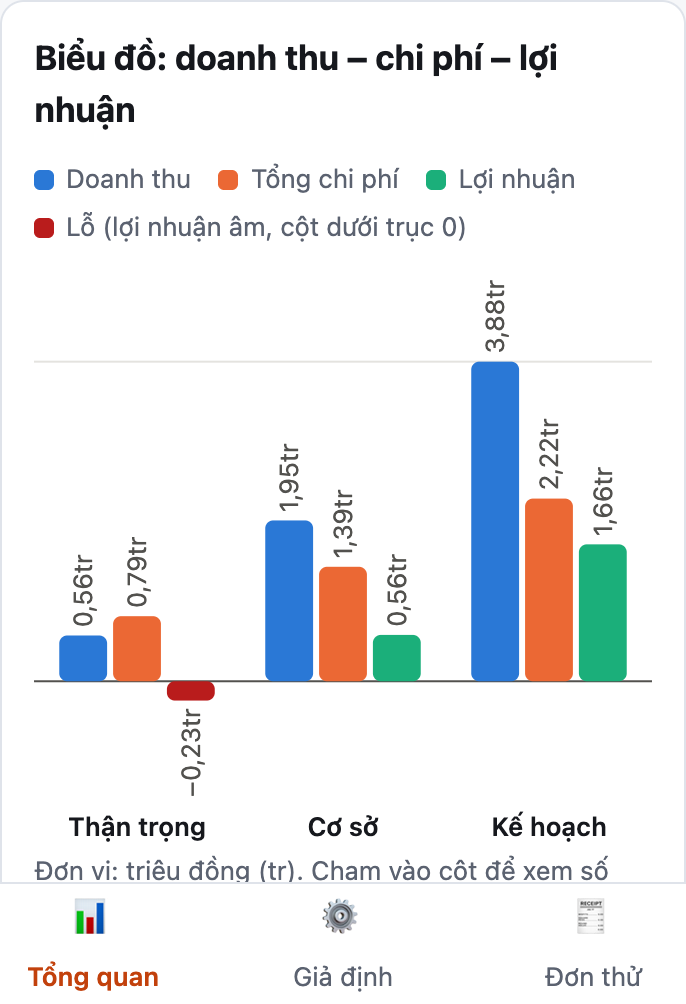 Biểu đồ: doanh thu – chi phí – lợi
nhuận
Doanh thu Tổng chi phí Lợi nhuận
Lỗ (lợi nhuận âm, cột dưới trục 0)
0,56tr 0,79tr −0,23tr
1,95tr 1,39tr 0,56tr
3,88tr 2,22tr 1,66tr
Thận trọng Cơ sở Kế hoạch
Đơn vị: triệu đồng (tr). Chạm vào cột để xem số
RECEIPT
Tổng quan Giả định Đơn thử